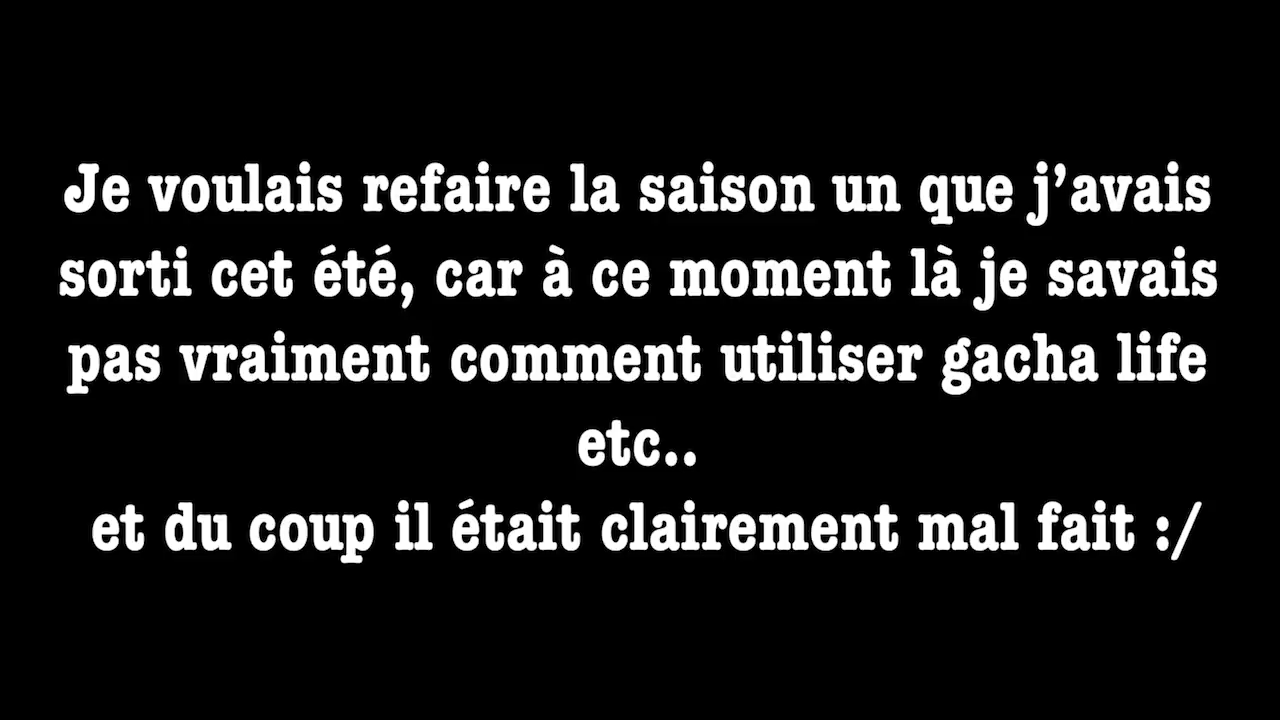 Je voulais refaire la saison un que j’avais
sorti cet été, car à ce moment là je savais
pas vraiment comment utiliser gacha life
etc..
et du coup il était clairement mal fait :/